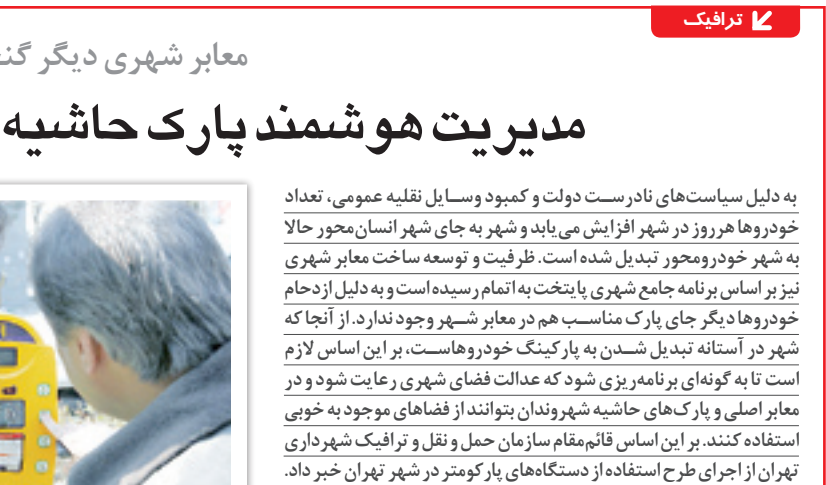 ترافیک
معابر شهری دیگر
مدیریت هوشمند پارک حاشیه
به دلیل سیاست‌های نادرست دولت و کمبود وسایل نقلیه عمومی، تعداد
خودروها هرروز در شهر افزایش می‌یابد و شهر به جای شهر انسان‌محور حالا
به شهر خودرومحور تبدیل شده است. ظرفیت و توسعه ساخت معابر شهری
نیز بر اساس برنامه جامع شهری پایتخت به اتمام رسیده است و به دلیل ازدحام
خودروها دیگر جای پارک مناسب هم در معابر شهر وجود ندارد. از آنجا که
شهر در آستانه تبدیل شدن به پارکینگ خودروهاست، بر این اساس لازم
است تا به گونه‌ای برنامه‌ریزی شود که عدالت فضای شهری رعایت شود و در
معابر اصلی و پارک‌های حاشیه شهروندان بتوانند از فضاهای موجود به خوبی
استفاده کنند. بر این اساس قائم‌مقام سازمان حمل و نقل و ترافیک شهرداری
تهران از اجرای طرح استفاده از دستگاه‌های پارکومتر در شهر تهران خبر داد.